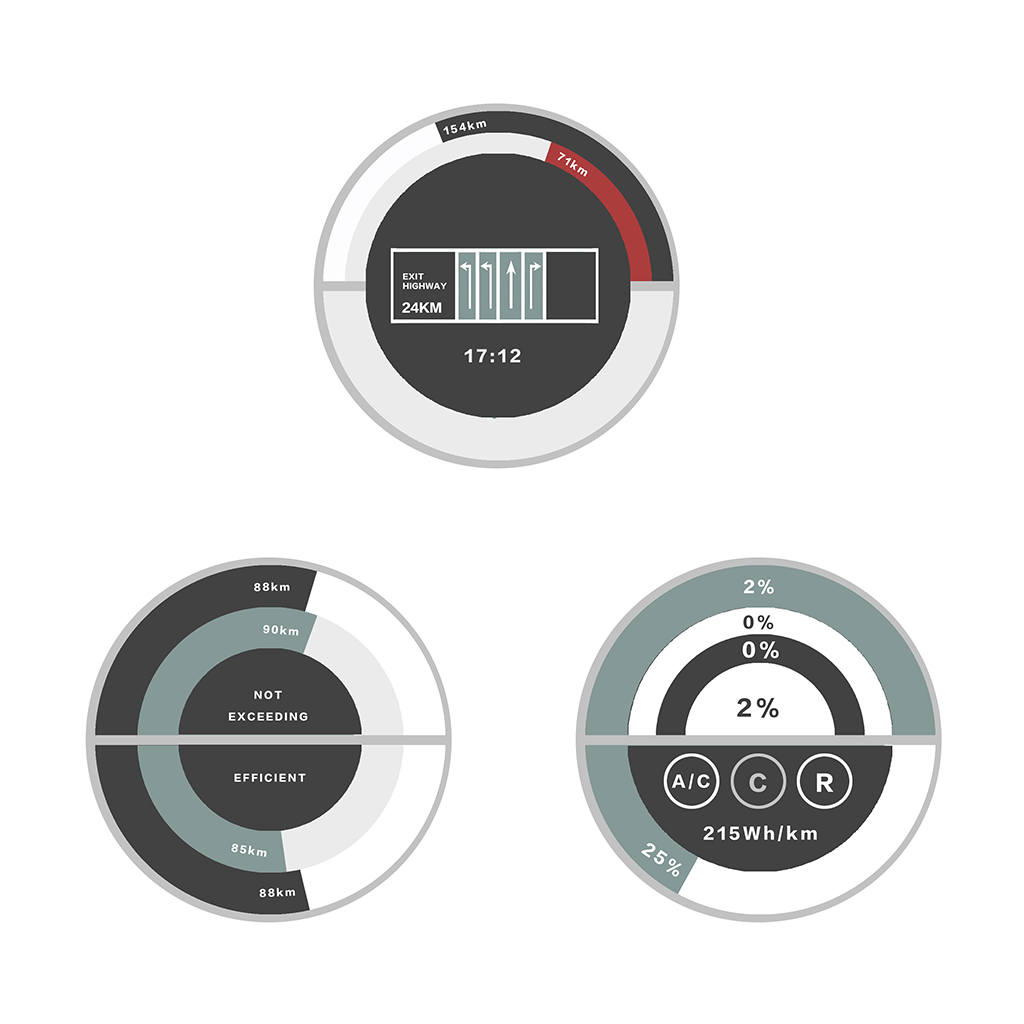 154km
71km
EXIT
HIGHWAY
24KM
17:12
88km
90km
NOT
EXCEEDING
EFFICIENT
85km
88km
2%
0%
0%
2%
A/C C R
215Wh/km
25%